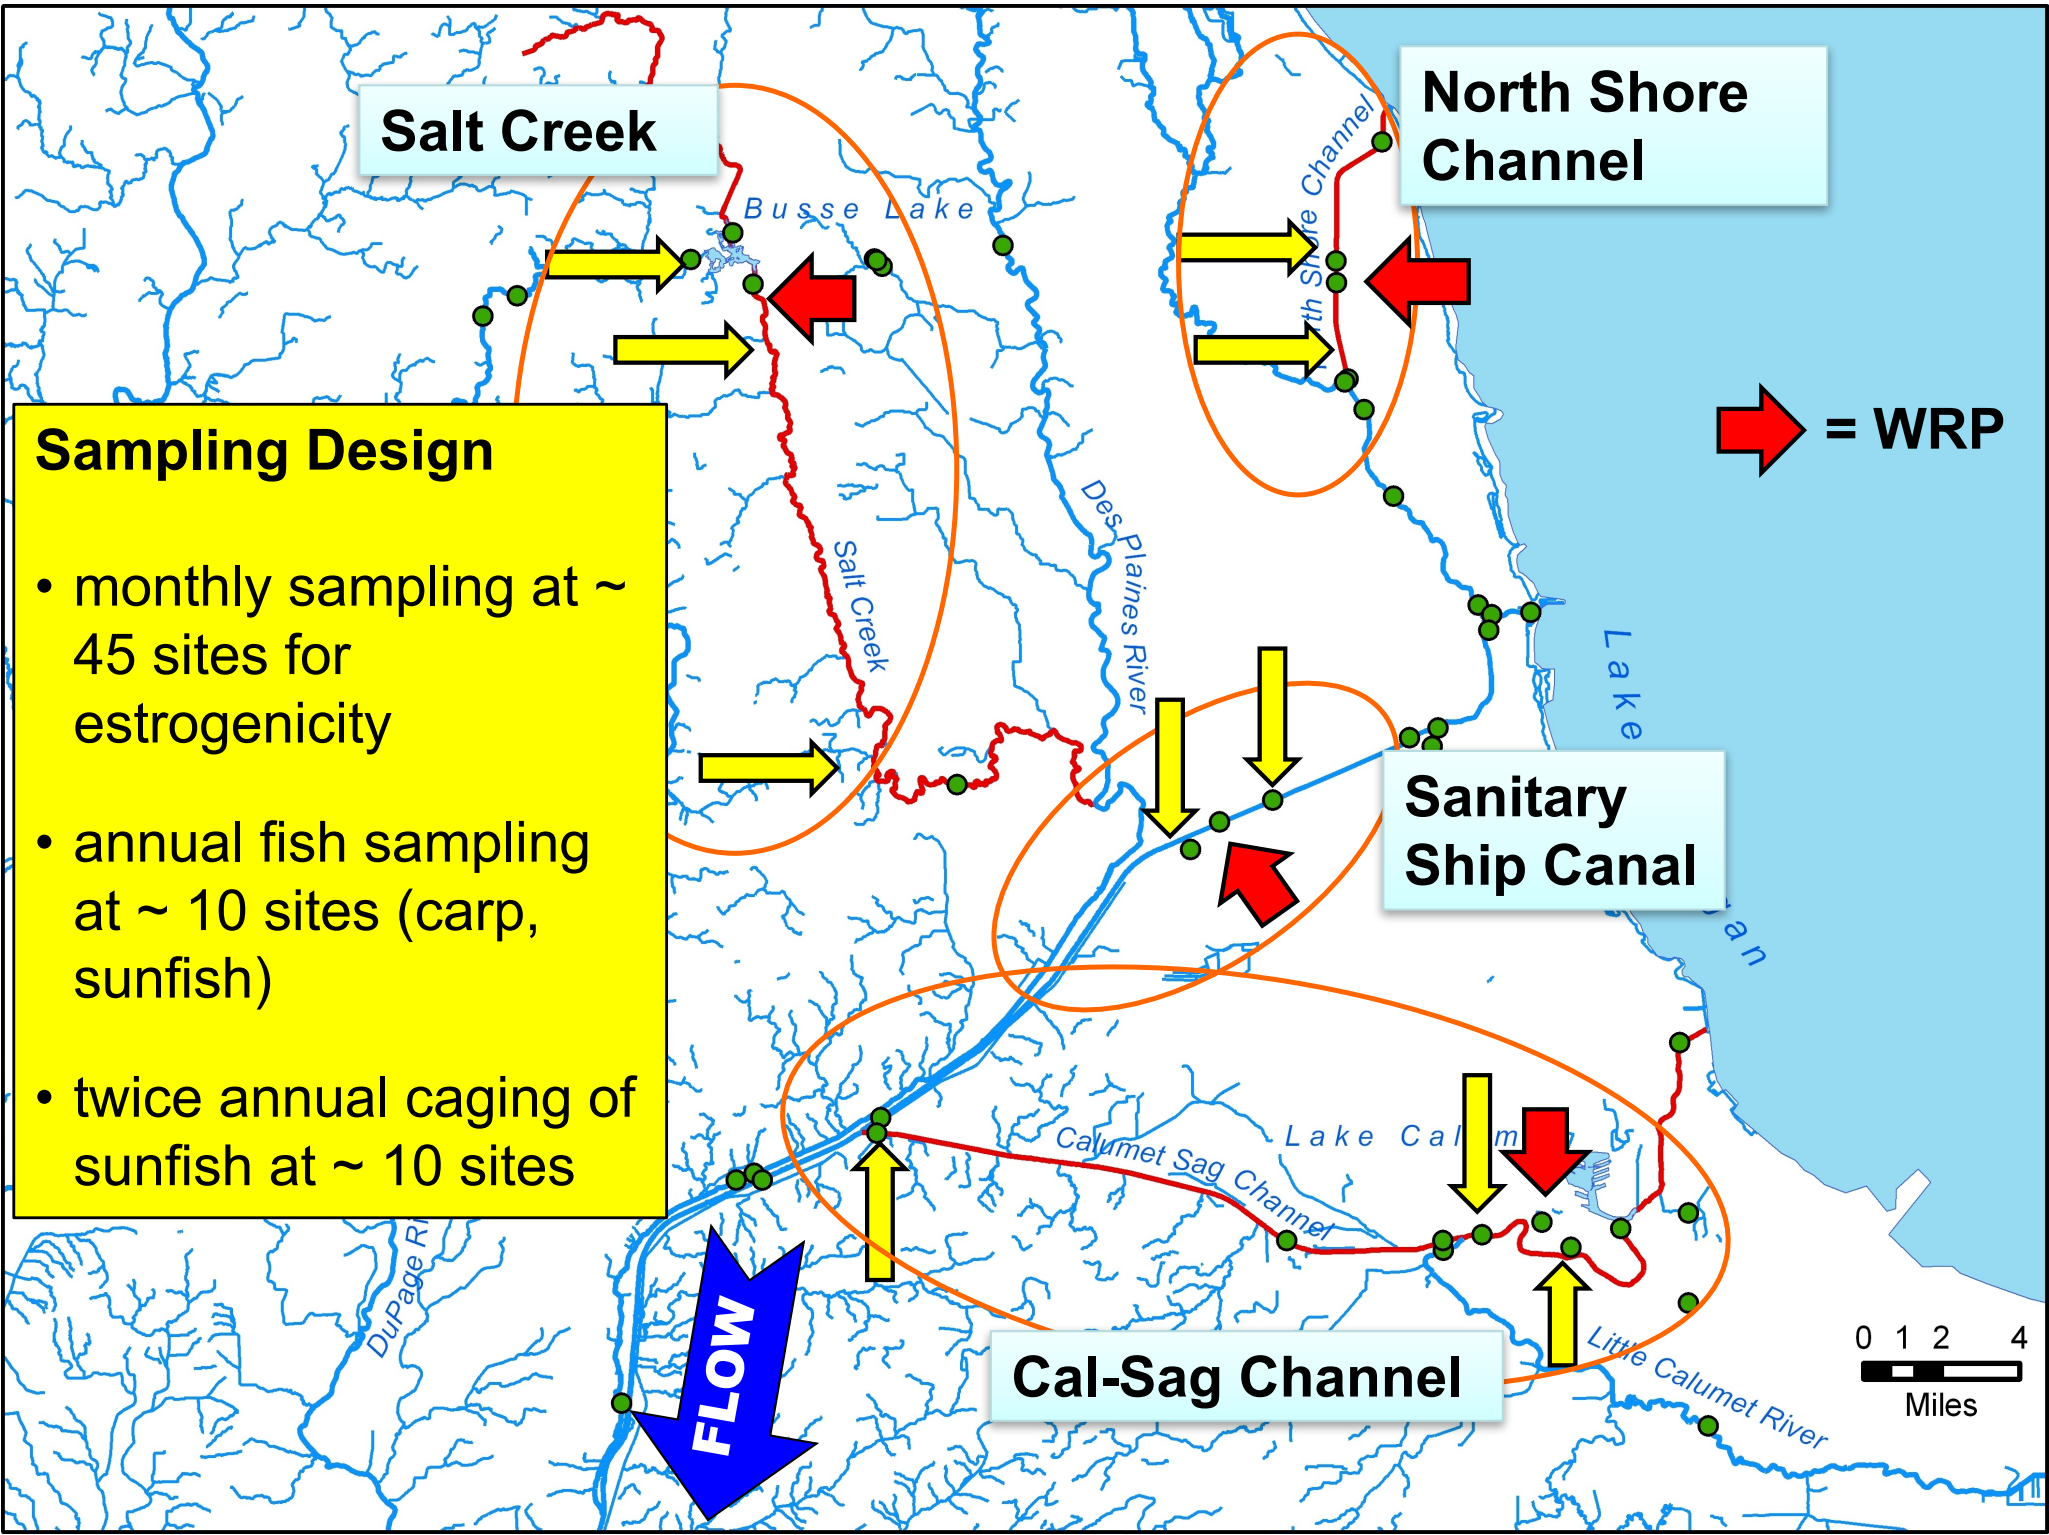 Salt Creek
North Shore
Channel
Busse Lake
North Shore Channel
= WRP
Sampling Design
• monthly sampling at ~
45 sites for
estrogenicity
• annual fish sampling
at ~ 10 sites (carp,
sunfish)
• twice annual caging of
sunfish at ~ 10 sites
Des Plaines River
Salt Creek
Lake
gan
Sanitary
Ship Canal
Calumet Sag Channel
Lake Calum
DuPage Ri
FLOW
Cal-Sag Channel
Little Calumet River
0 1 2 4
Miles